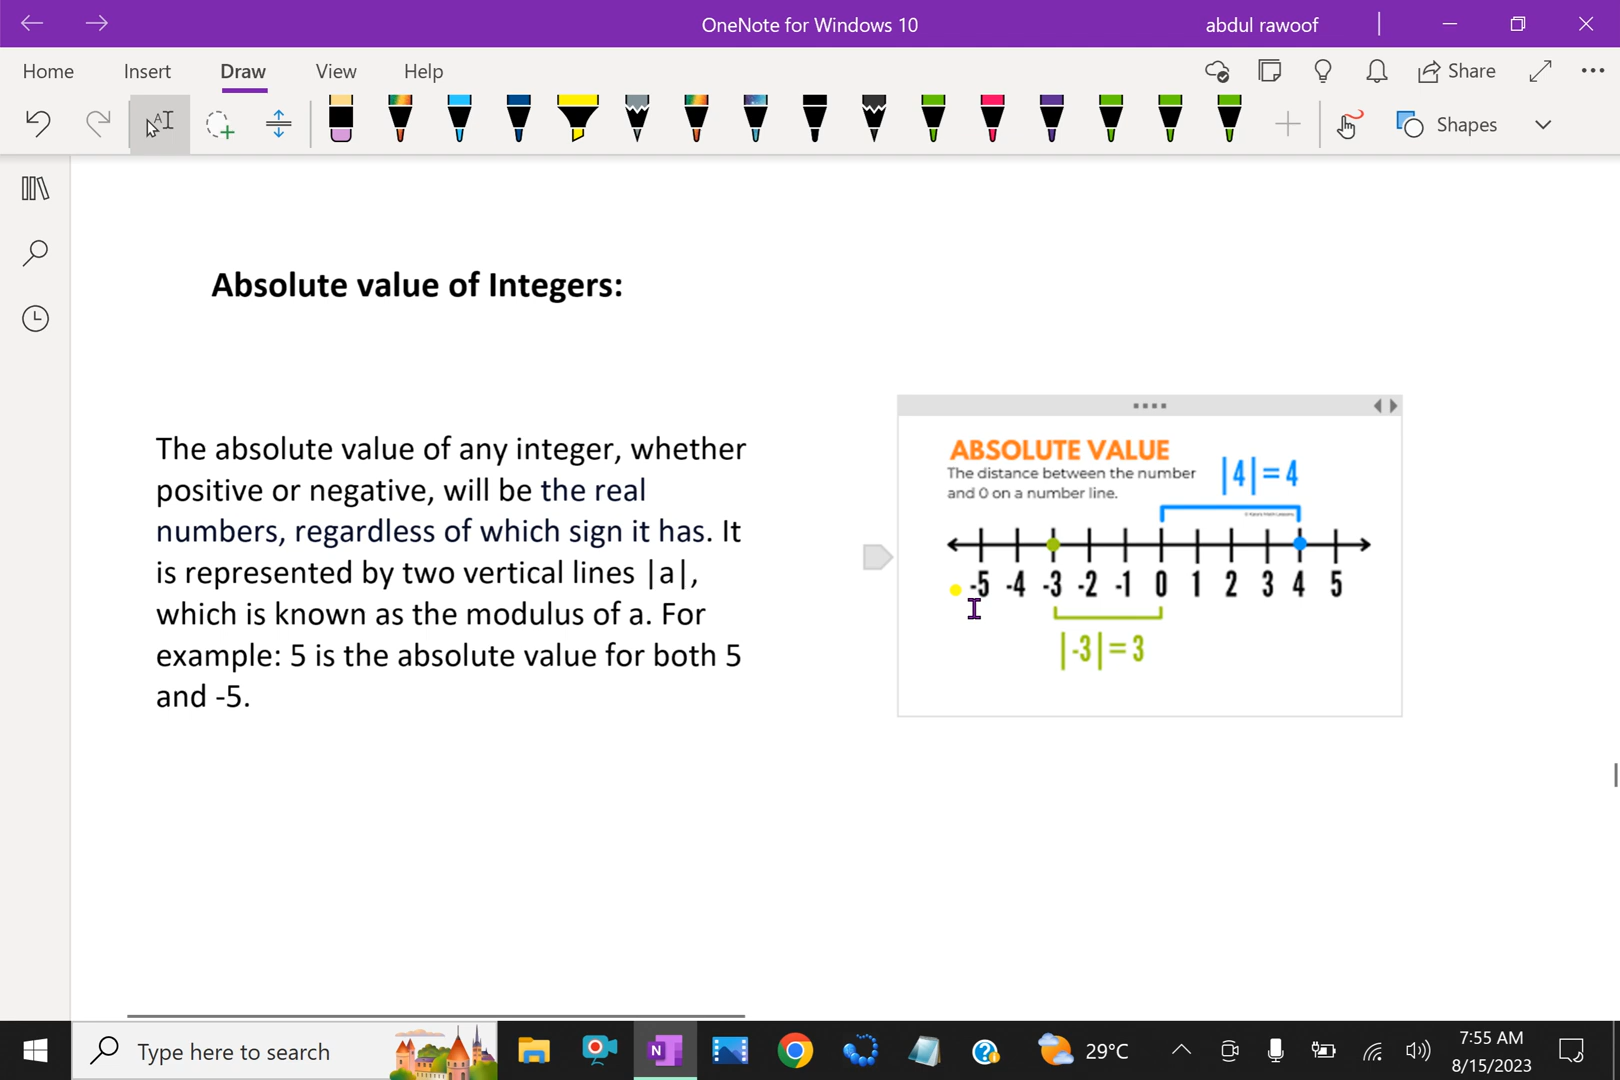 OneNote for Windows 10
abdul rawoof
Home
Insert
Draw
View
Help
Share
Shapes
Absolute value of Integers:
The absolute value of any integer, whether
positive or negative, will be the real
numbers, regardless of which sign it has. It
is represented by two vertical lines |a|,
which is known as the modulus of a. For
example: 5 is the absolute value for both 5
and -5.
ABSOLUTE VALUE
The distance between the number
and 0 on a number line.
|4| = 4
-5 -4 -3 -2 -1 0 1 2 3 4 5
|-3| = 3
Type here to search
29°C
7:55 AM
8/15/2023